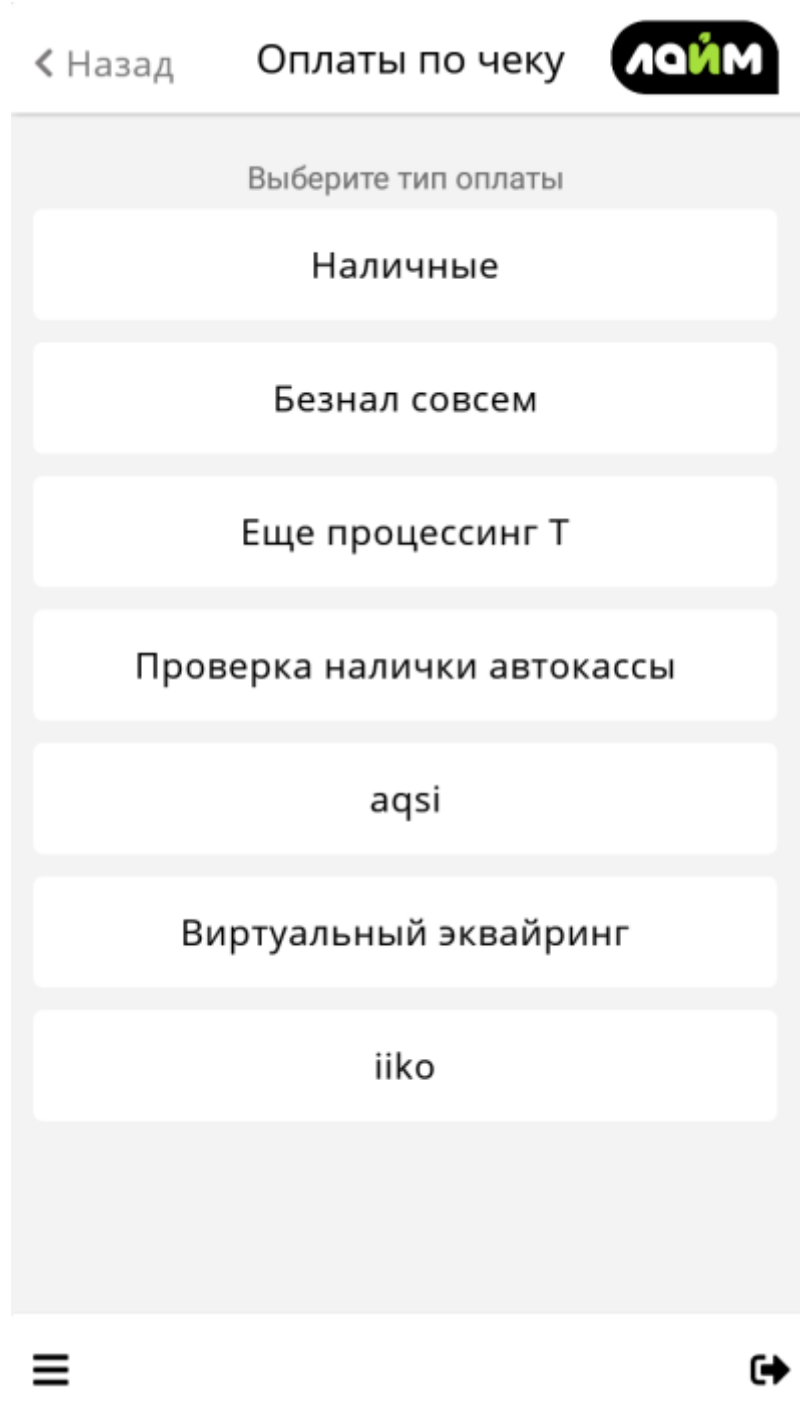 Назад
Оплаты по чеку
лайм
Выберите тип оплаты
Наличные
Безнал совсем
Еще процессинг Т
Проверка налички автокассы
aqsi
Виртуальный эквайринг
iiko